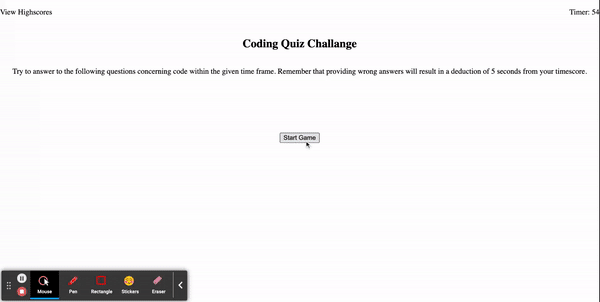 View Highscores
Timer: 54
Coding Quiz Challange
Try to answer to the following questions concerning code within the given time frame. Remember that providing wrong answers will result in a deduction of 5 seconds from your timescore.
Start Game
Mouse
Pen
Rectangle
Stickers
Eraser